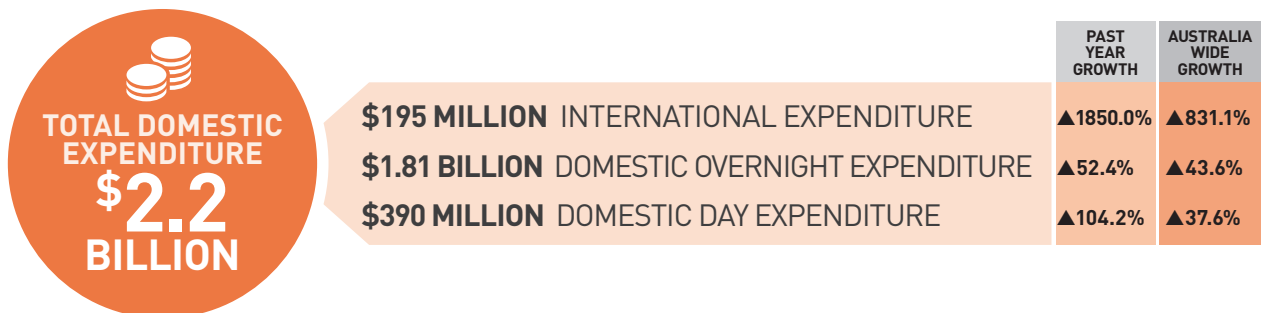 TOTAL DOMESTIC
EXPENDITURE
$2.2
BILLION
PAST
YEAR
GROWTH
AUSTRALIA
WIDE
GROWTH
$195 MILLION INTERNATIONAL EXPENDITURE ▲1850.0% ▲831.1%
$1.81 BILLION DOMESTIC OVERNIGHT EXPENDITURE ▲52.4% ▲43.6%
$390 MILLION DOMESTIC DAY EXPENDITURE ▲104.2% ▲37.6%